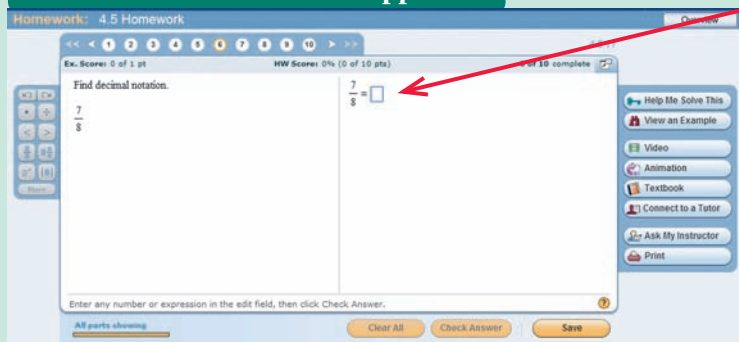 Homework: 4.5 Homework
Overview
<< < 1 2 3 4 5 6 7 8 9 10 > >>
Ex. Score: 0 of 1 pt
HW Score: 0% (0 of 10 pts)
of 10 complete
Find decimal notation.
7
8
7
8
=
More
Help Me Solve This
View an Example
Video
Animation
Textbook
Connect to a Tutor
Ask My Instructor
Print
Enter any number or expression in the edit field, then click Check Answer.
?
All parts showing
Clear All
Check Answer
Save